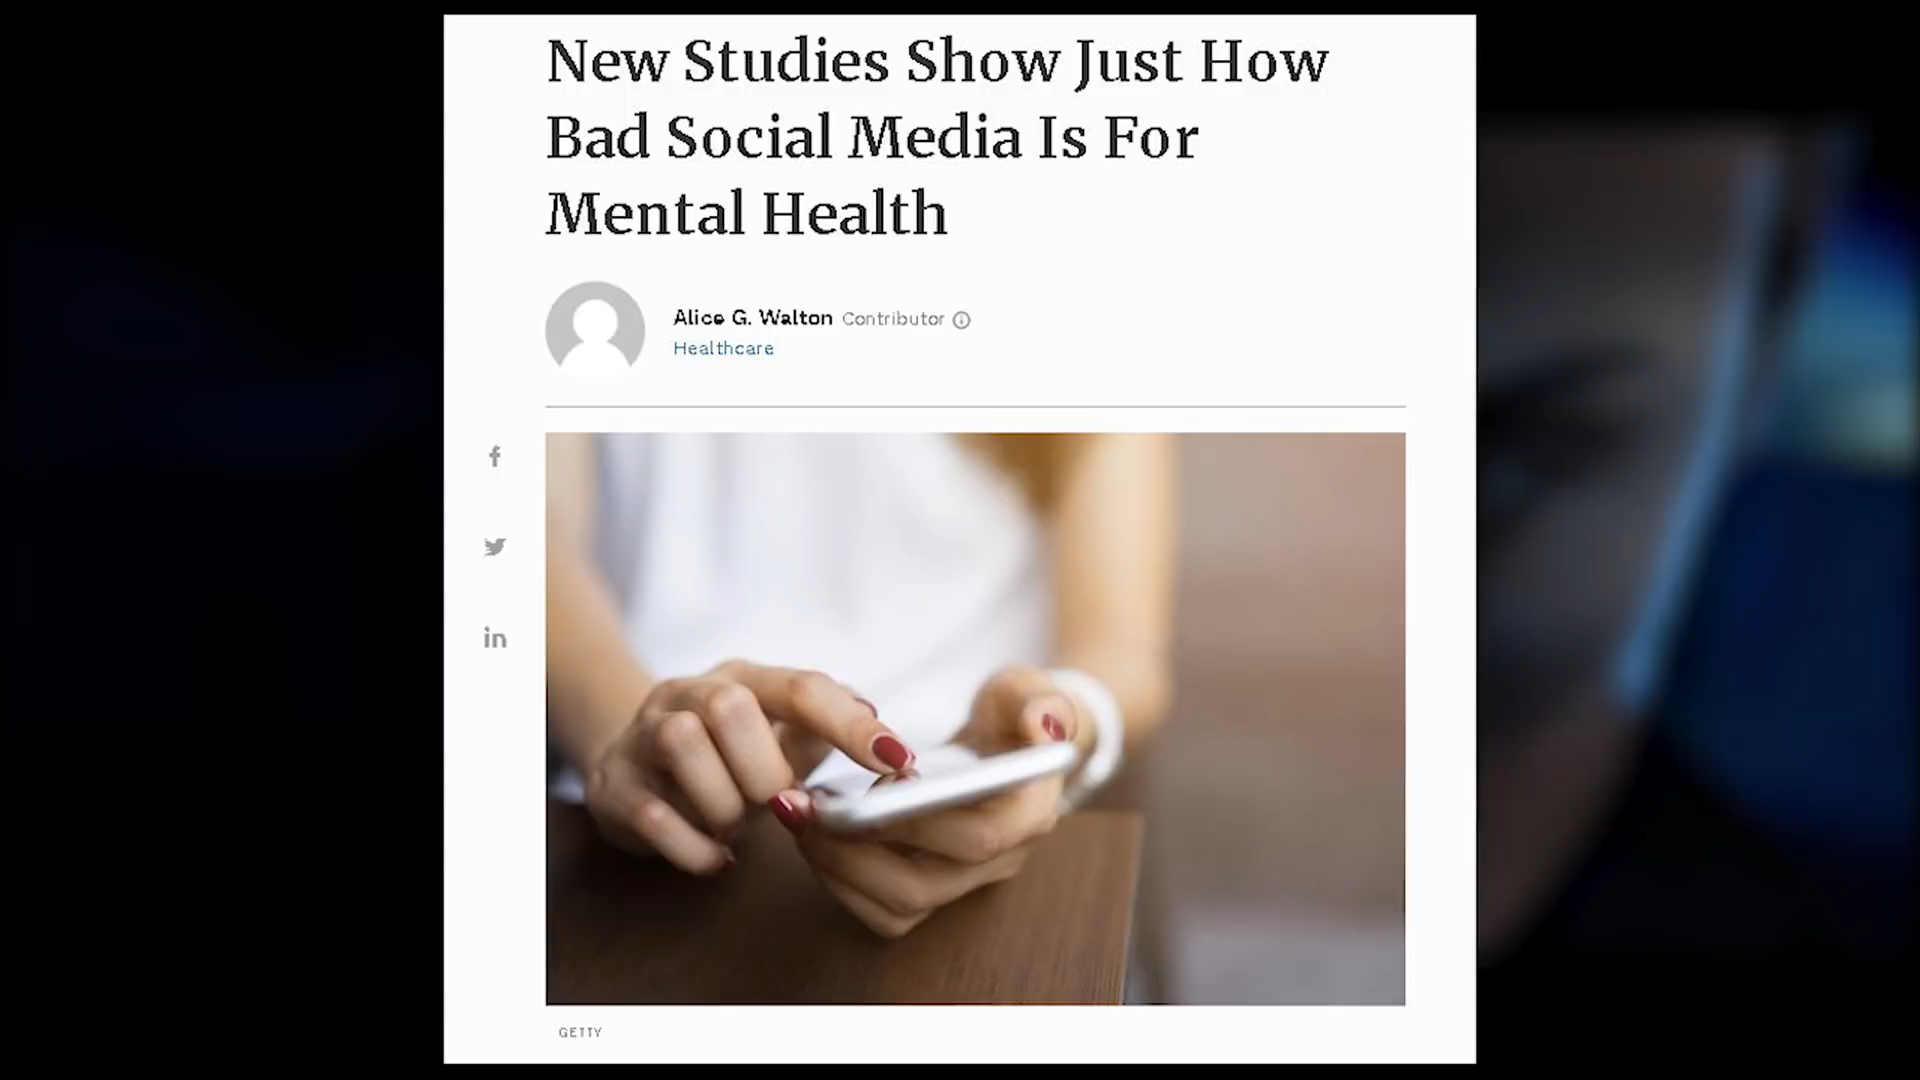 New Studies Show Just How
Bad Social Media Is For
Mental Health
Alice G. Walton Contributor
Healthcare
f
in
GETTY